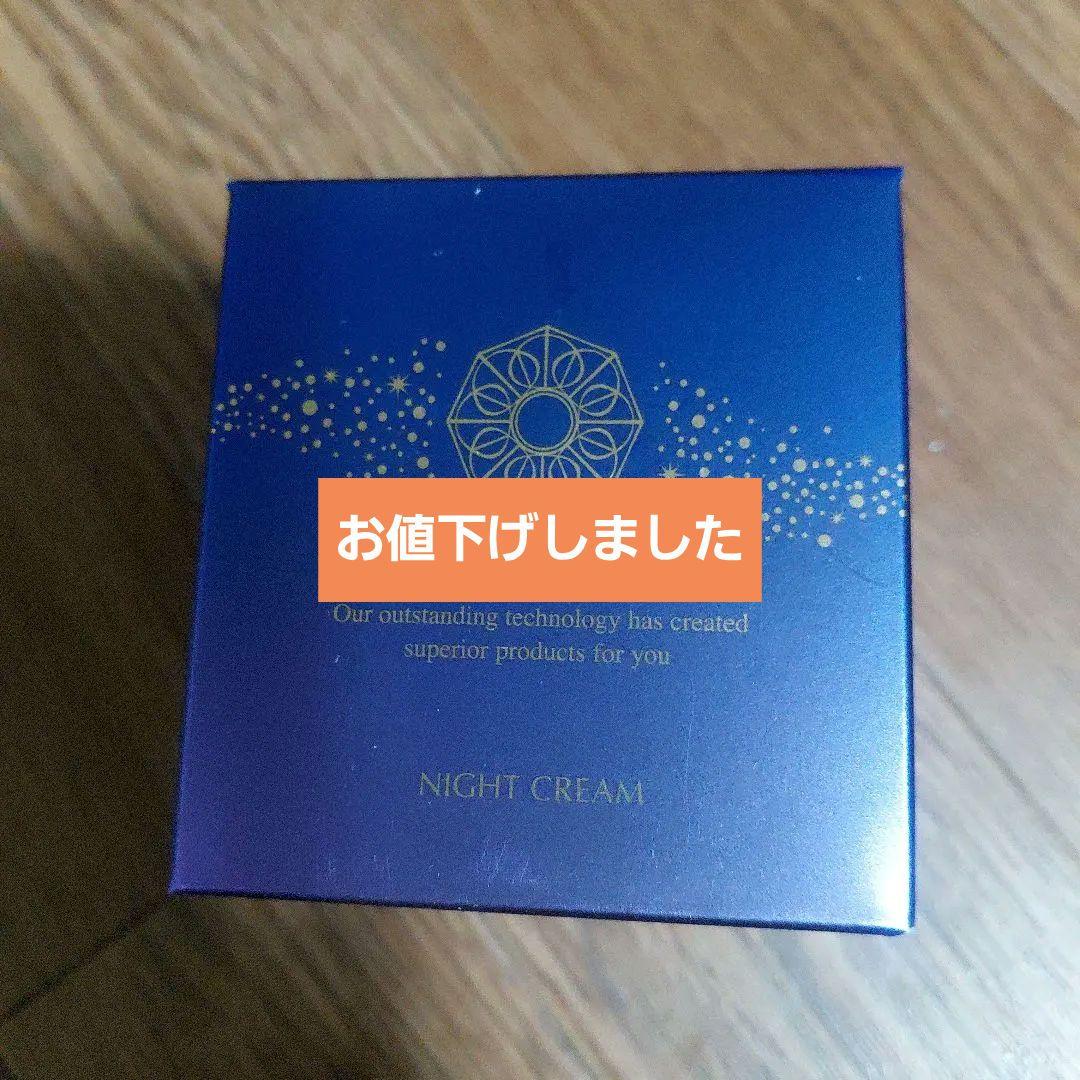 お値下げしました
Our outstanding technology has created
superior products for you
NIGHT CREAM